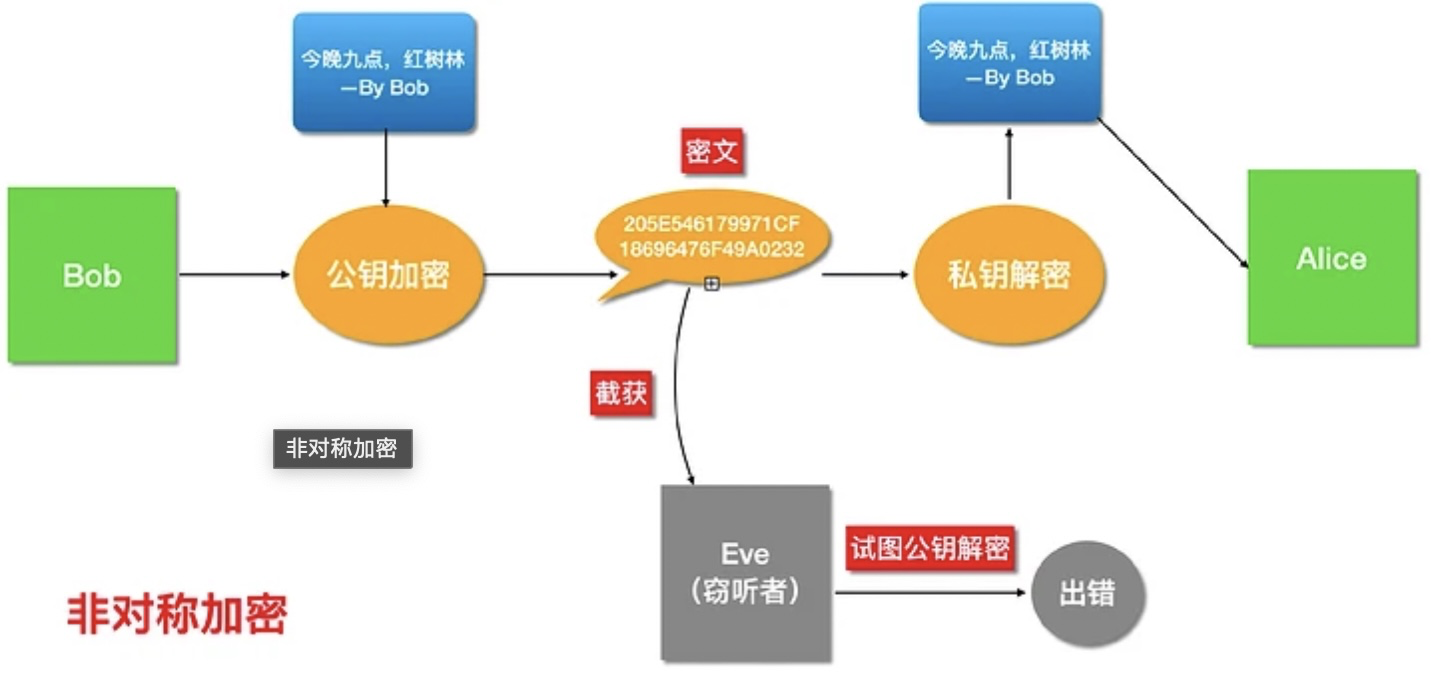 今晚九点，红树林
—By Bob
今晚九点，红树林
—By Bob
密文
205E546179971CF
18696476F49A0232
Bob
公钥加密
私钥解密
Alice
截获
非对称加密
Eve
（窃听者）
试图公钥解密
出错
非对称加密